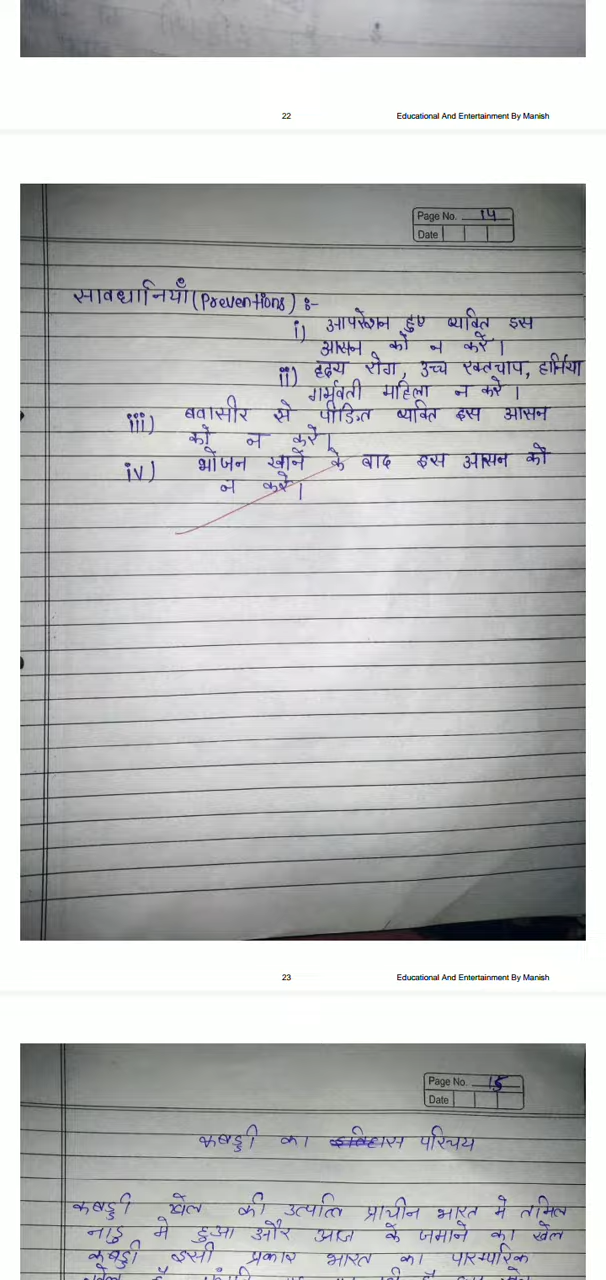 22 Educational And Entertainment By Manish
Page No. 14
Date
सावधानियाँ (Preventions) :-
i) आपरेशन हुए व्यक्ति इस
आसन को न करें।
ii) हृदय रोग, उच्च रक्तचाप, हर्मिया
गर्भवती महिला न करे।
iii) बवासीर से पीड़ित व्यक्ति इस आसन
को न करें।
iv) भोजन खाने के बाद इस आसन को
न करें।
23 Educational And Entertainment By Manish
Page No. 15
Date
कबड्डी का परिचय
कबड्डी खेल की उत्पत्ति प्राचीन भारत मे तमिल
नाडु मे हुआ और आज के जमाने का खेल
कबड्डी इसी प्रकार भारत का पारम्परिक